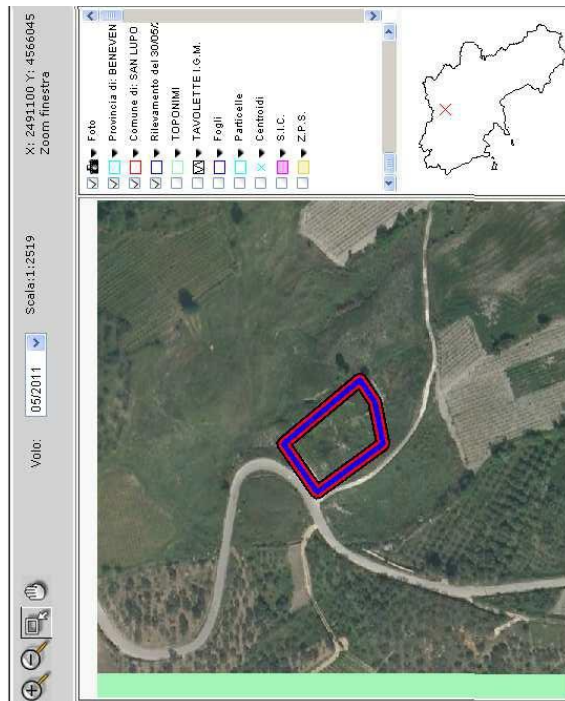 Volo:
05/2011
Scala:1:2519
X: 2491100 Y: 4566045
Zoom finestra
Foto
Provincia di: BENEVEN
Comune di: SAN LUPO
Rilevamento del 30/05/2
TOPONIMI
TAVOLETTE I.G.M.
Fogli
Particelle
Centroidi
S.I.C.
Z.P.S.